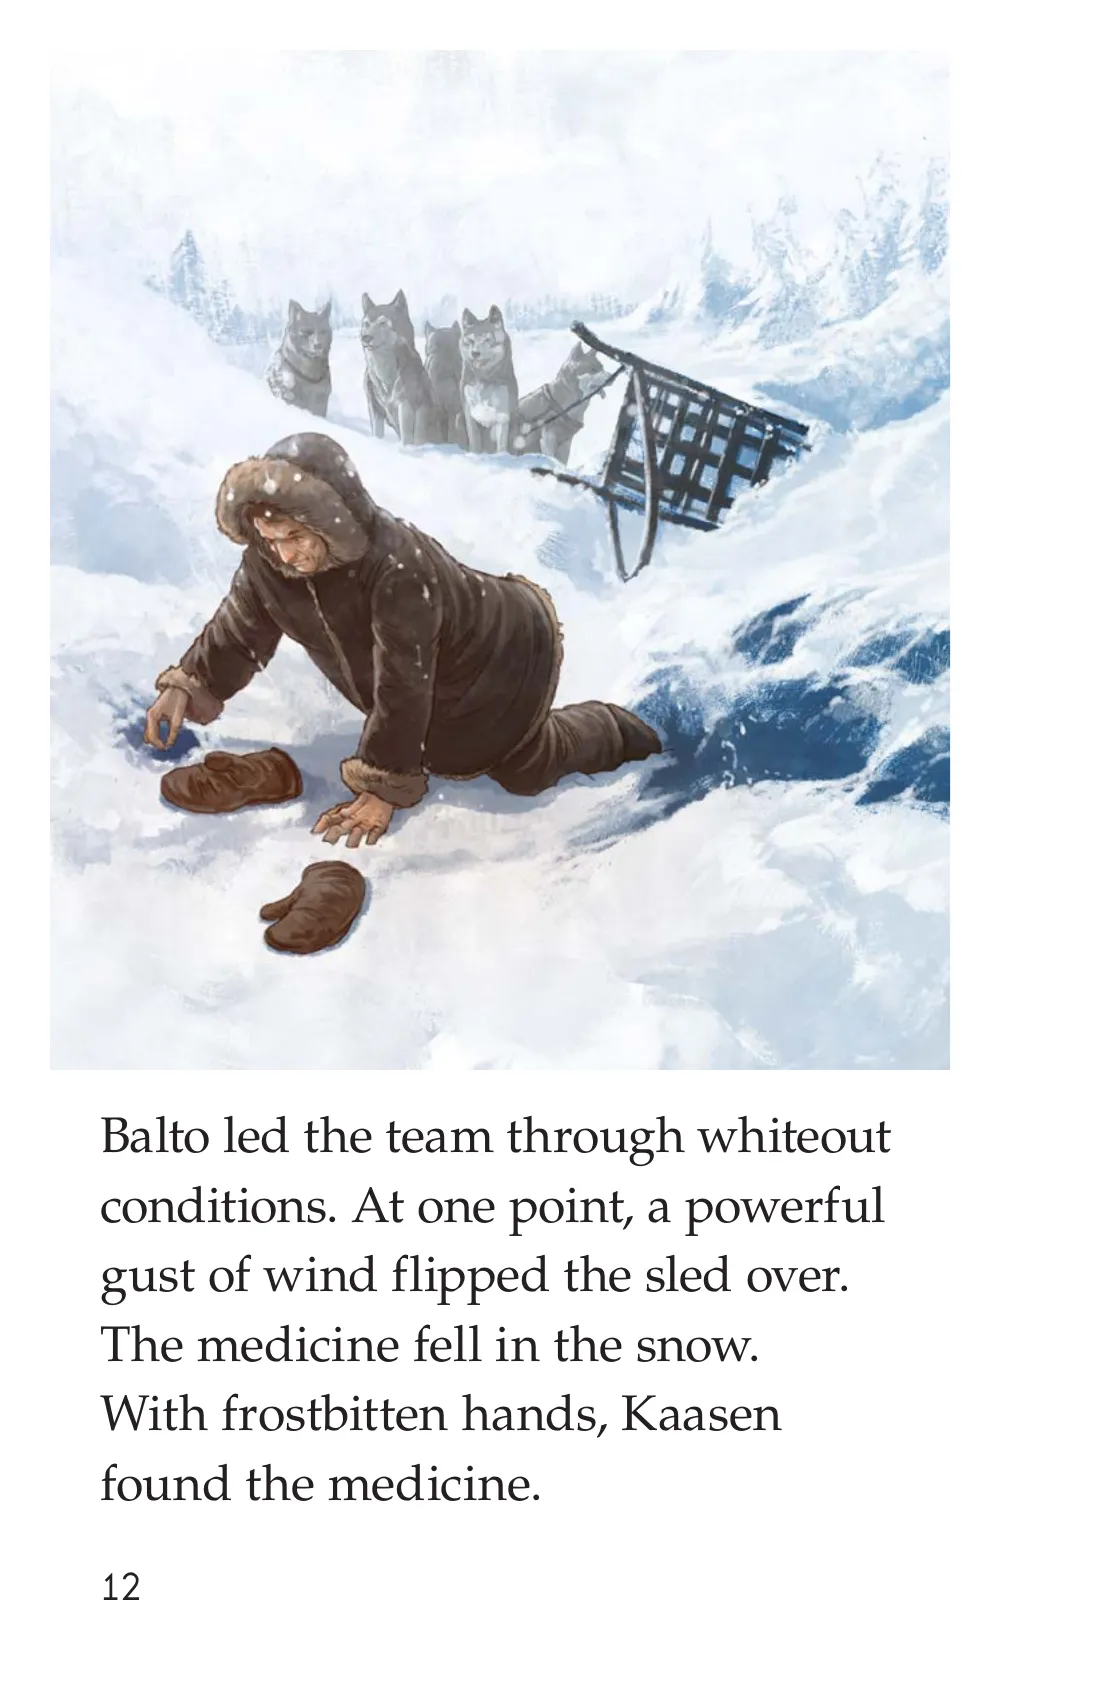 Balto led the team through whiteout
conditions. At one point, a powerful
gust of wind flipped the sled over.
The medicine fell in the snow.
With frostbitten hands, Kaasen
found the medicine.
12